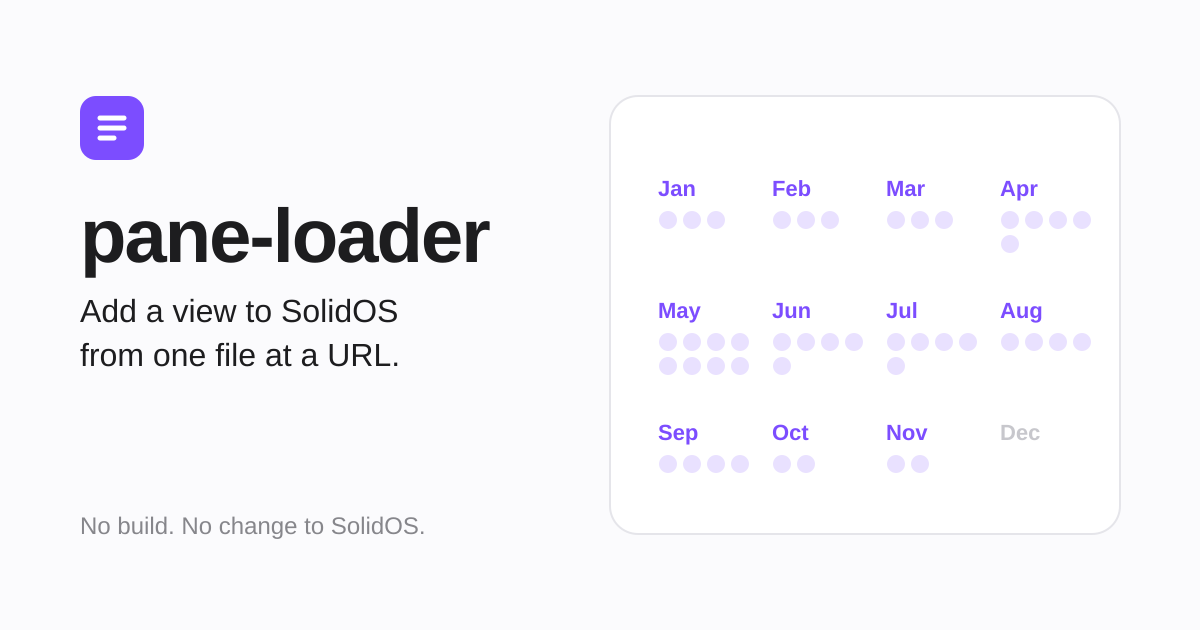 pane-loader
Add a view to SolidOS
from one file at a URL.
No build. No change to SolidOS.
Jan Feb Mar Apr
May Jun Jul Aug
Sep Oct Nov Dec